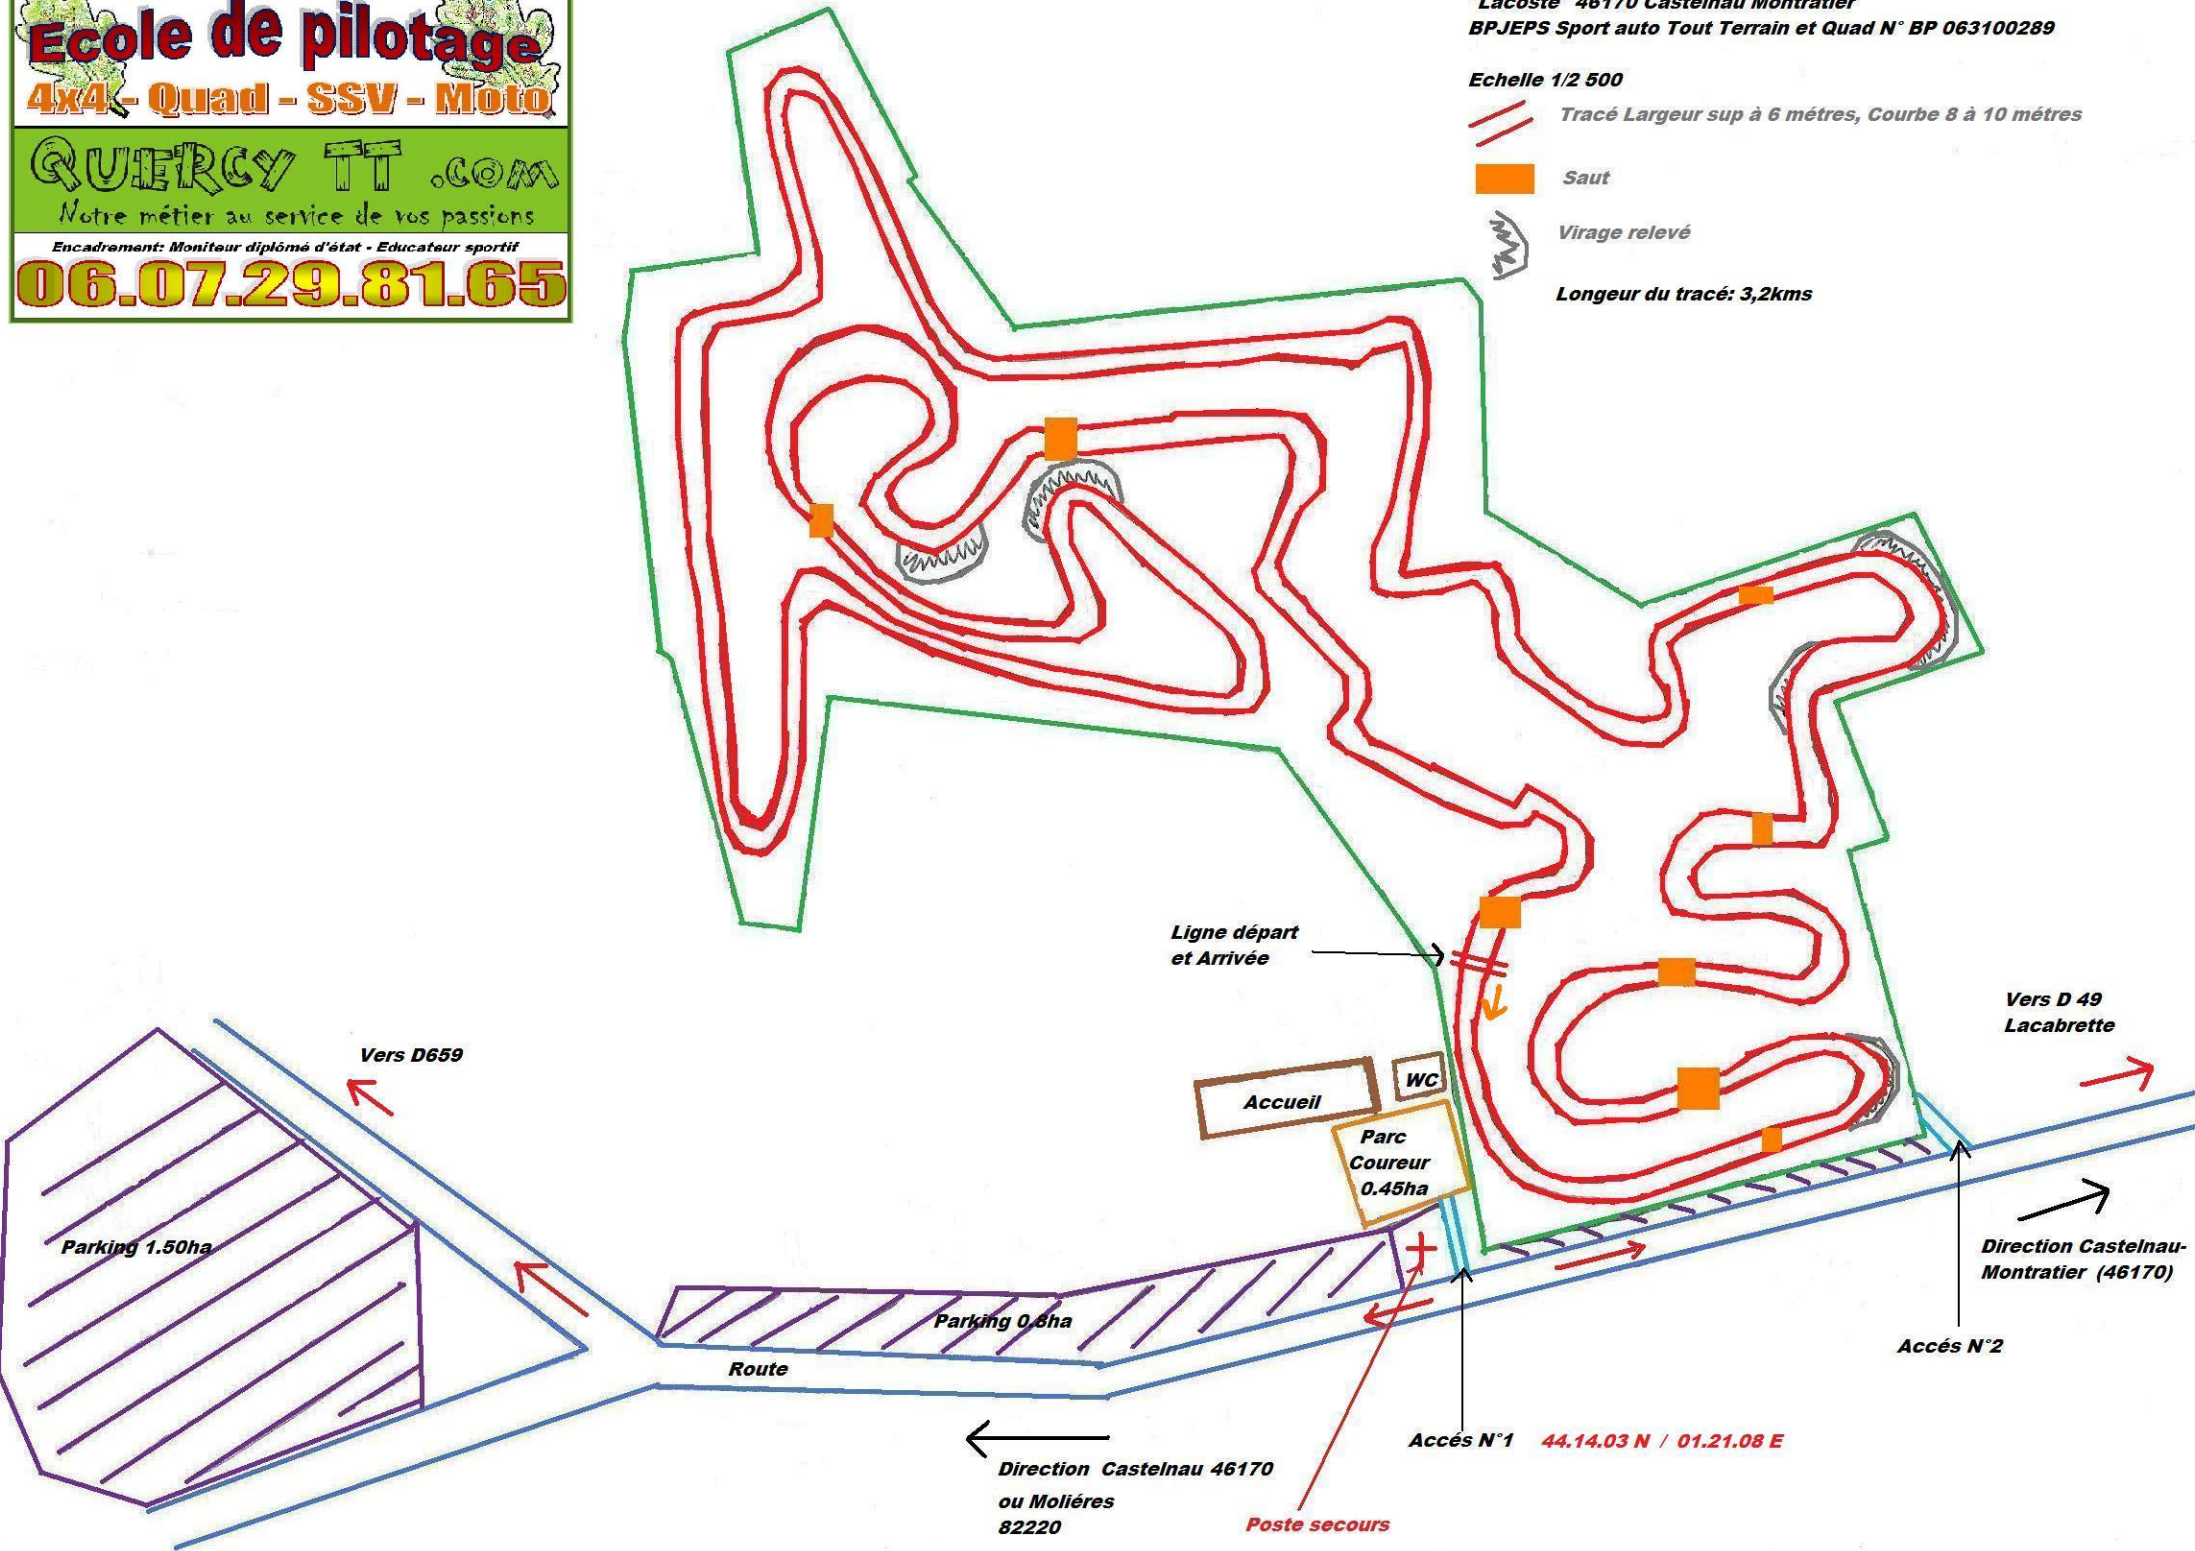 Ecole de pilotage
4x4 - Quad - SSV - Moto
QUERCY TT .COM
Notre métier au service de vos passions
Encadrement: Moniteur diplômé d'état - Educateur sportif
06.07.29.81.65
"Lacoste" 46170 Castelnau Montratier
BPJEPS Sport auto Tout Terrain et Quad N° BP 063100289
Echelle 1/2 500
Tracé Largeur sup à 6 métres, Courbe 8 à 10 métres
Saut
Virage relevé
Longeur du tracé: 3,2kms
Ligne départ
et Arrivée
Vers D 49
Lacabrette
Vers D659
WC
Accueil
Parc
Coureur
0.45ha
Parking 1.50ha
Direction Castelnau-
Montratier (46170)
Parking 0.8ha
Accés N°2
Route
Accés N°1 44.14.03 N / 01.21.08 E
Direction Castelnau 46170
ou Moliéres
82220
Poste secours